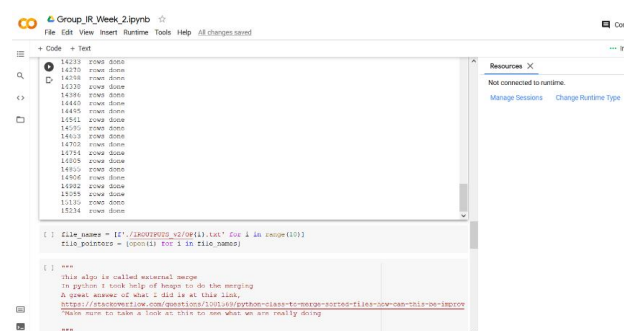 Group_IR_Week_2.ipynb
File Edit View Insert Runtime Tools Help All changes saved
+ Code + Text
Resources
Not connected to runtime.
Manage Sessions Change Runtime Type
14233 rows done
14270 rows done
14298 rows done
14338 rows done
14386 rows done
14440 rows done
14495 rows done
14541 rows done
14595 rows done
14653 rows done
14702 rows done
14754 rows done
14805 rows done
14855 rows done
14906 rows done
14982 rows done
15055 rows done
15135 rows done
15234 rows done
[ ] file_names = [f'./IROUTPUTS_v2/OP{i}.txt' for i in range(10)]
file_pointers = [open(i) for i in file_names]
[ ] """
This algo is called external merge
In python I took help of heaps to do the merging
A great answer of what I did is at this link,
https://stackoverflow.com/questions/1001569/python-class-to-merge-sorted-files-how-can-this-be-improv
^Make sure to take a look at this to see what we are really doing
"""